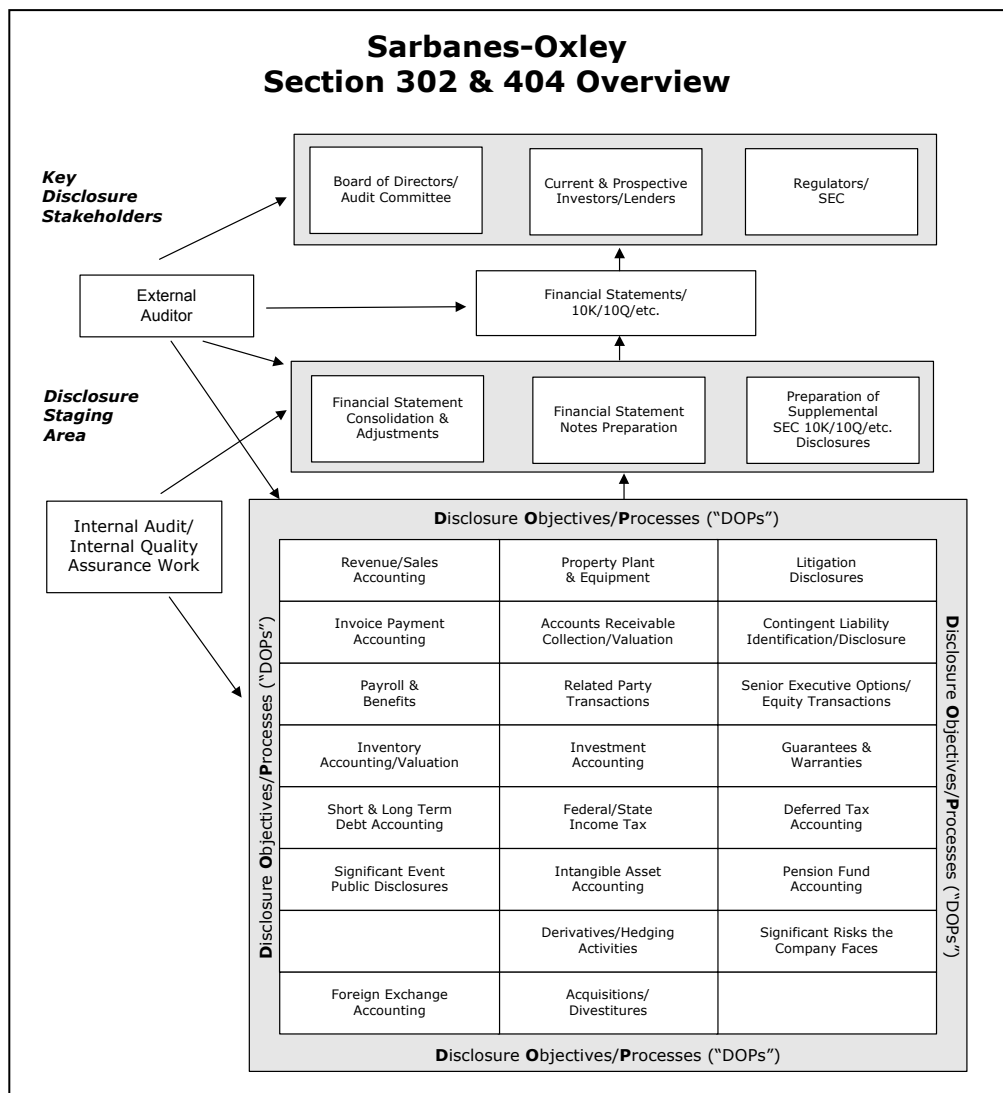 Sarbanes-Oxley
Section 302 & 404 Overview
Key
Disclosure
Stakeholders
Board of Directors/
Audit Committee
Current & Prospective
Investors/Lenders
Regulators/
SEC
External
Auditor
Financial Statements/
10K/10Q/etc.
Disclosure
Staging
Area
Financial Statement
Consolidation &
Adjustments
Financial Statement
Notes Preparation
Preparation of
Supplemental
SEC 10K/10Q/etc.
Disclosures
Internal Audit/
Internal Quality
Assurance Work
Disclosure Objectives/Processes (“DOPs”)
Disclosure Objectives/Processes (“DOPs”)
Revenue/Sales
Accounting
Property Plant
& Equipment
Litigation
Disclosures
Invoice Payment
Accounting
Accounts Receivable
Collection/Valuation
Contingent Liability
Identification/Disclosure
Payroll &
Benefits
Related Party
Transactions
Senior Executive Options/
Equity Transactions
Inventory
Accounting/Valuation
Investment
Accounting
Guarantees &
Warranties
Short & Long Term
Debt Accounting
Federal/State
Income Tax
Deferred Tax
Accounting
Significant Event
Public Disclosures
Intangible Asset
Accounting
Pension Fund
Accounting
Derivatives/Hedging
Activities
Significant Risks the
Company Faces
Foreign Exchange
Accounting
Acquisitions/
Divestitures
Disclosure Objectives/Processes (“DOPs”)
Disclosure Objectives/Processes (“DOPs”)